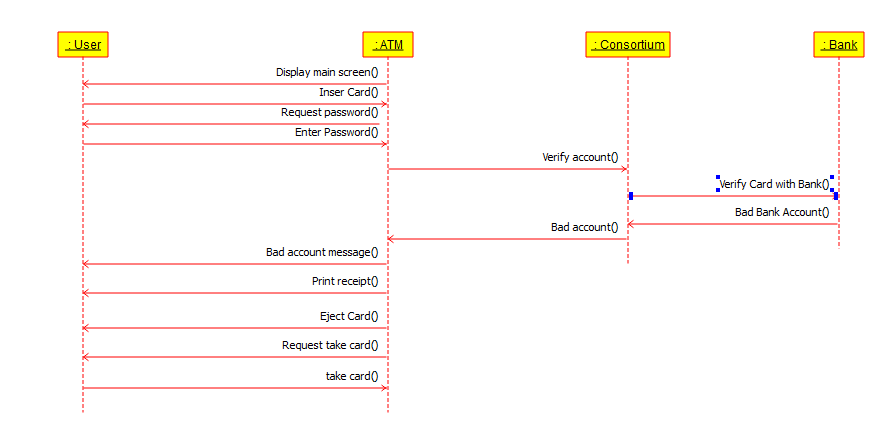 : User
: ATM
: Consortium
: Bank
Display main screen()
Inser Card()
Request password()
Enter Password()
Verify account()
Verify Card with Bank()
Bad Bank Account()
Bad account()
Bad account message()
Print receipt()
Eject Card()
Request take card()
take card()